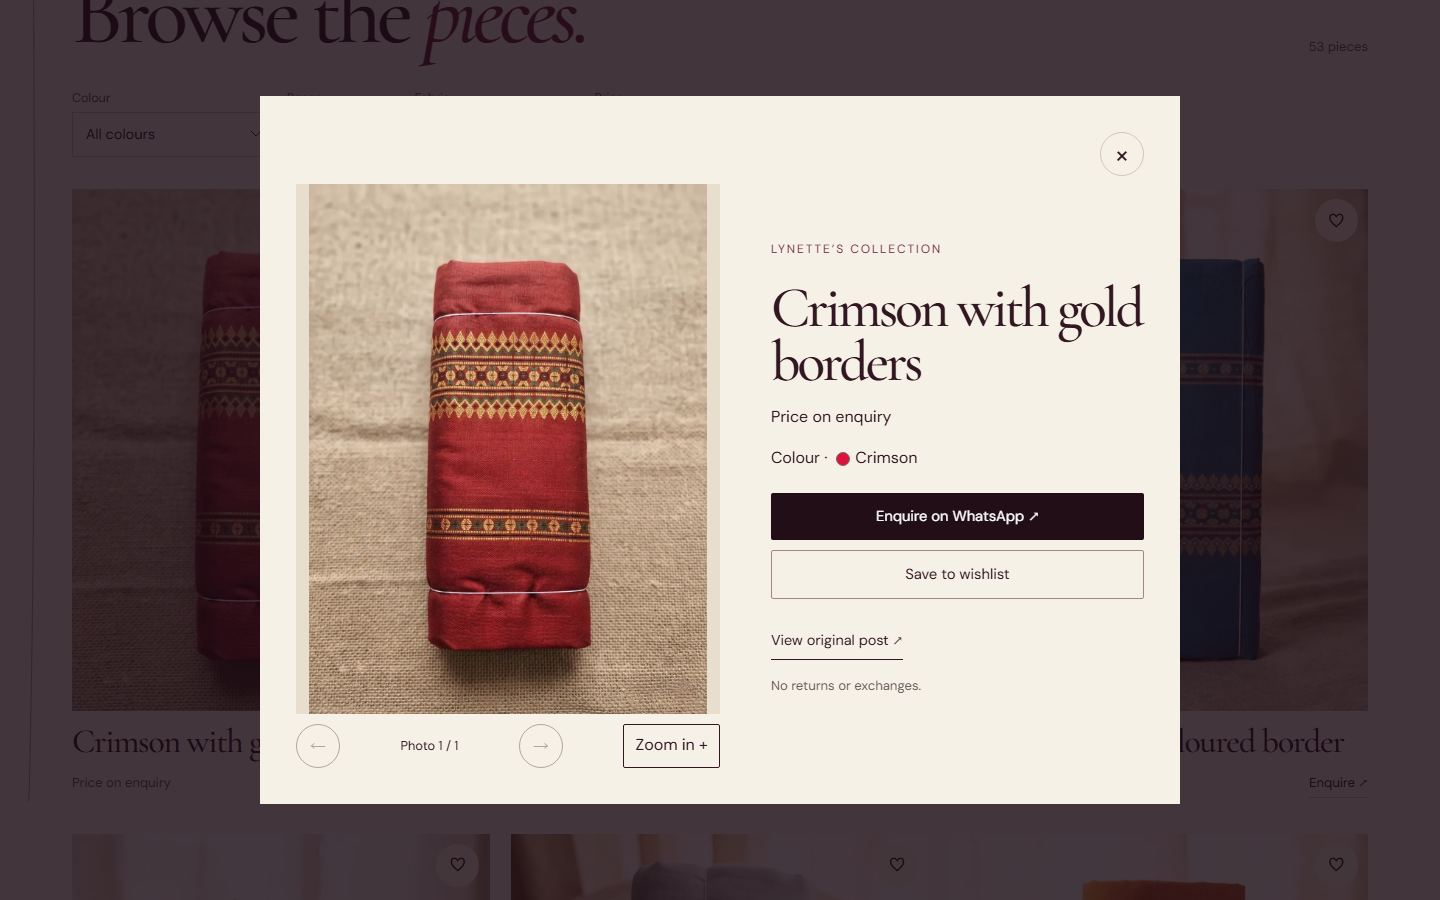 Browse the pieces.
53 pieces
Colour
All colours
×
LYNETTE'S COLLECTION
Crimson with gold
borders
Price on enquiry
Colour · Crimson
Enquire on WhatsApp ↗
Save to wishlist
View original post ↗
No returns or exchanges.
← Photo 1 / 1 → Zoom in +
Crimson with g
loured border
Price on enquiry
Enquire ↗